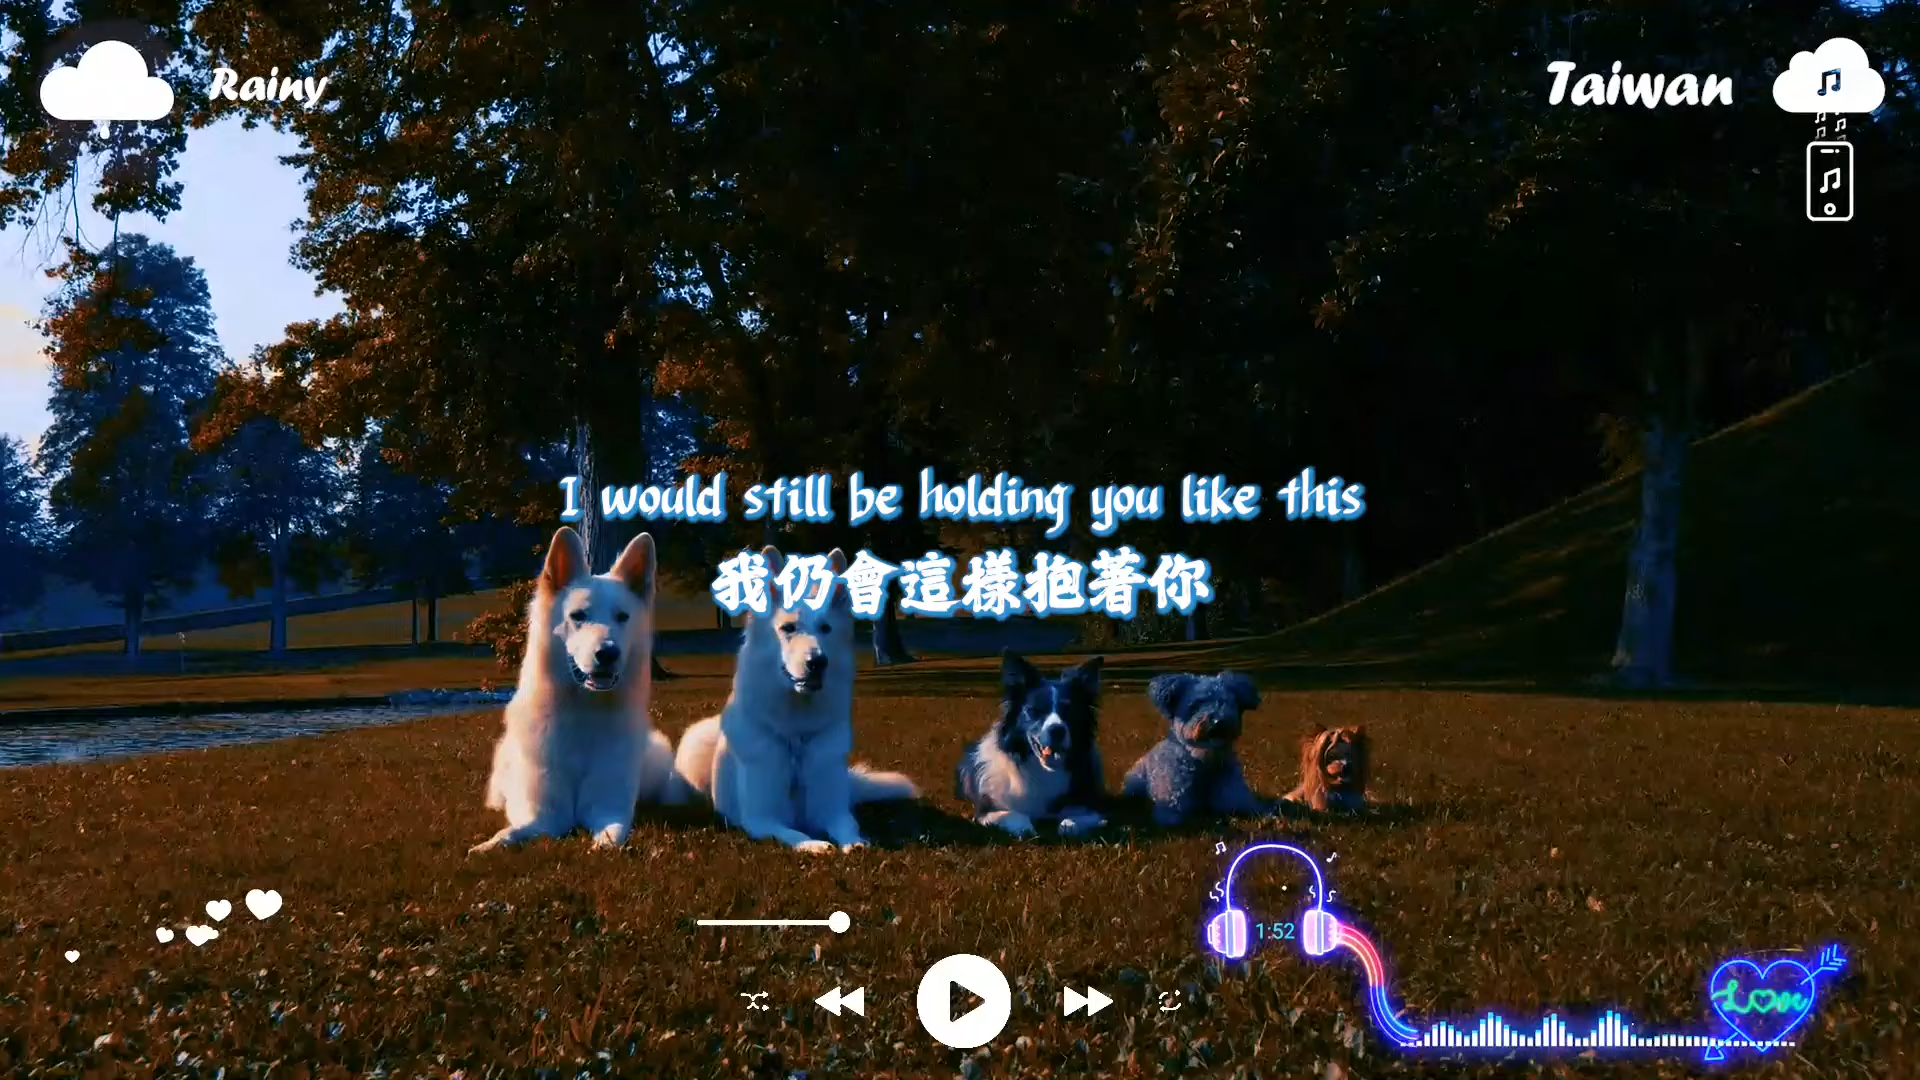 Rainy
Taiwan
I would still be holding you like this
我仍會這樣抱著你
1:52
Love